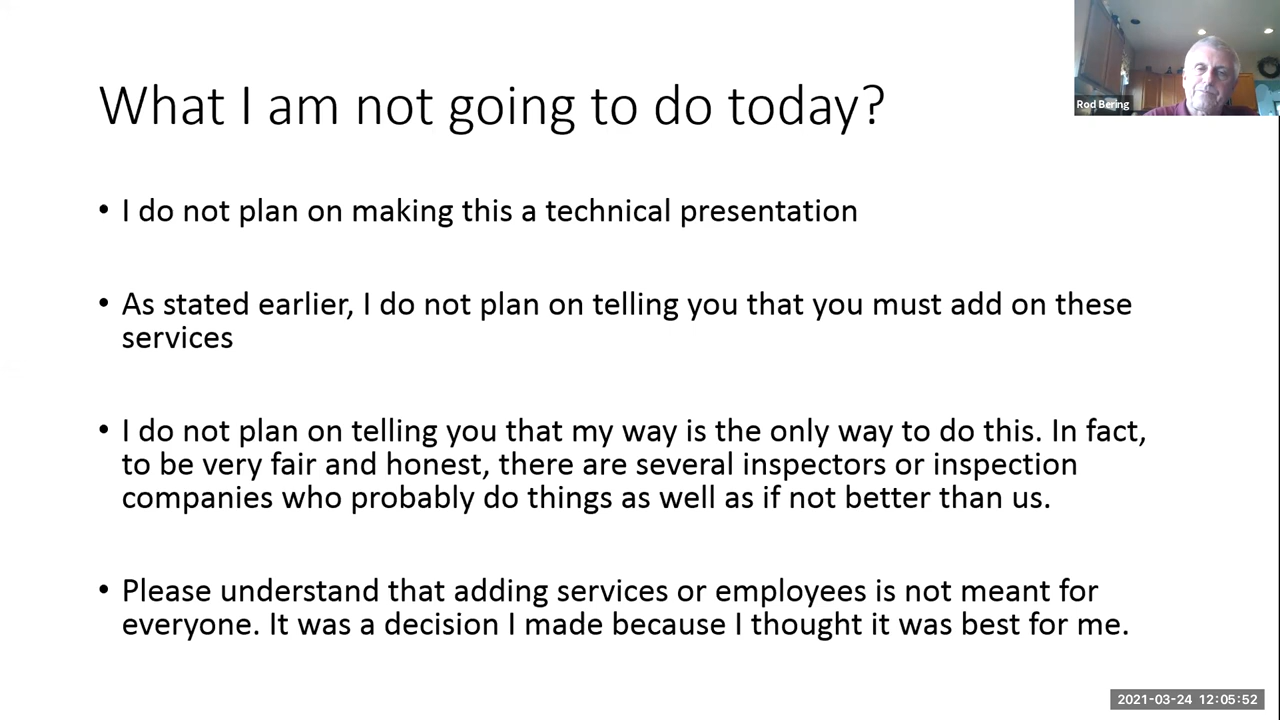 What I am not going to do today?
Rod Bering
• I do not plan on making this a technical presentation
• As stated earlier, I do not plan on telling you that you must add on these
services
• I do not plan on telling you that my way is the only way to do this. In fact,
to be very fair and honest, there are several inspectors or inspection
companies who probably do things as well as if not better than us.
• Please understand that adding services or employees is not meant for
everyone. It was a decision I made because I thought it was best for me.
2021-03-24 12:05:52